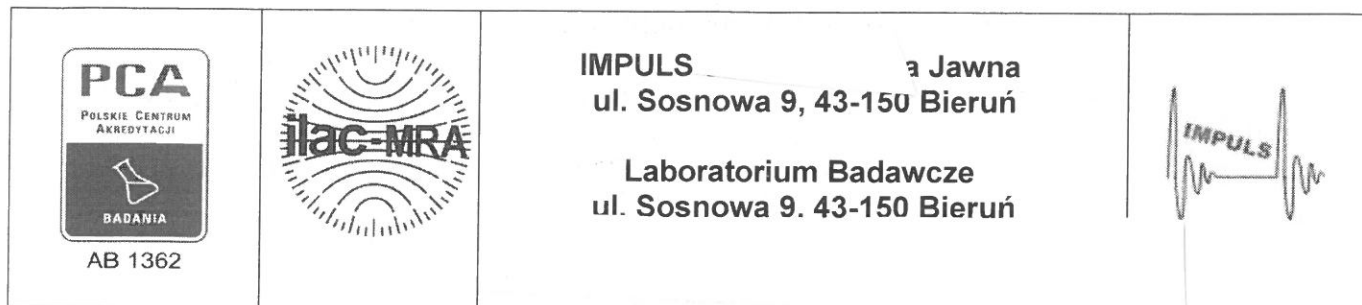 PCA
POLSKIE CENTRUM
AKREDYTACJI
BADANIA
AB 1362
ilac-MRA
IMPULS a Jawna
ul. Sosnowa 9, 43-150 Bieruń
Laboratorium Badawcze
ul. Sosnowa 9. 43-150 Bieruń
IMPULS